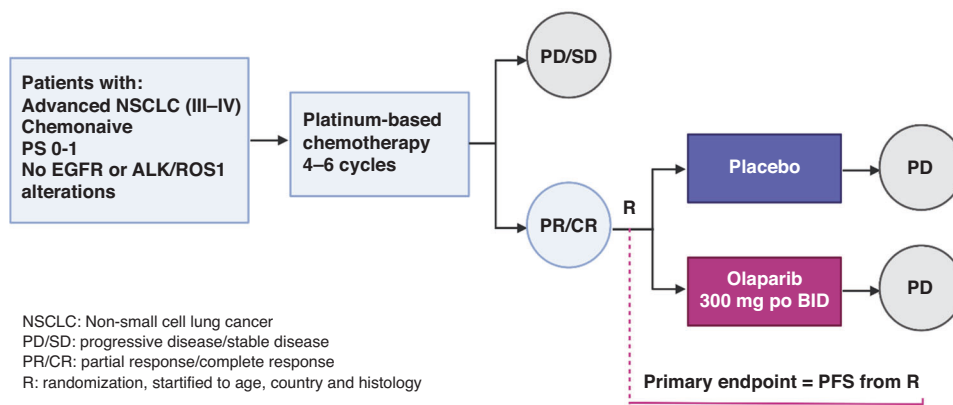 Patients with:
Advanced NSCLC (III–IV)
Chemonaive
PS 0-1
No EGFR or ALK/ROS1
alterations
Platinum-based
chemotherapy
4–6 cycles
PD/SD
PR/CR
R
Placebo
PD
Olaparib
300 mg po BID
PD
Primary endpoint = PFS from R
NSCLC: Non-small cell lung cancer
PD/SD: progressive disease/stable disease
PR/CR: partial response/complete response
R: randomization, startified to age, country and histology